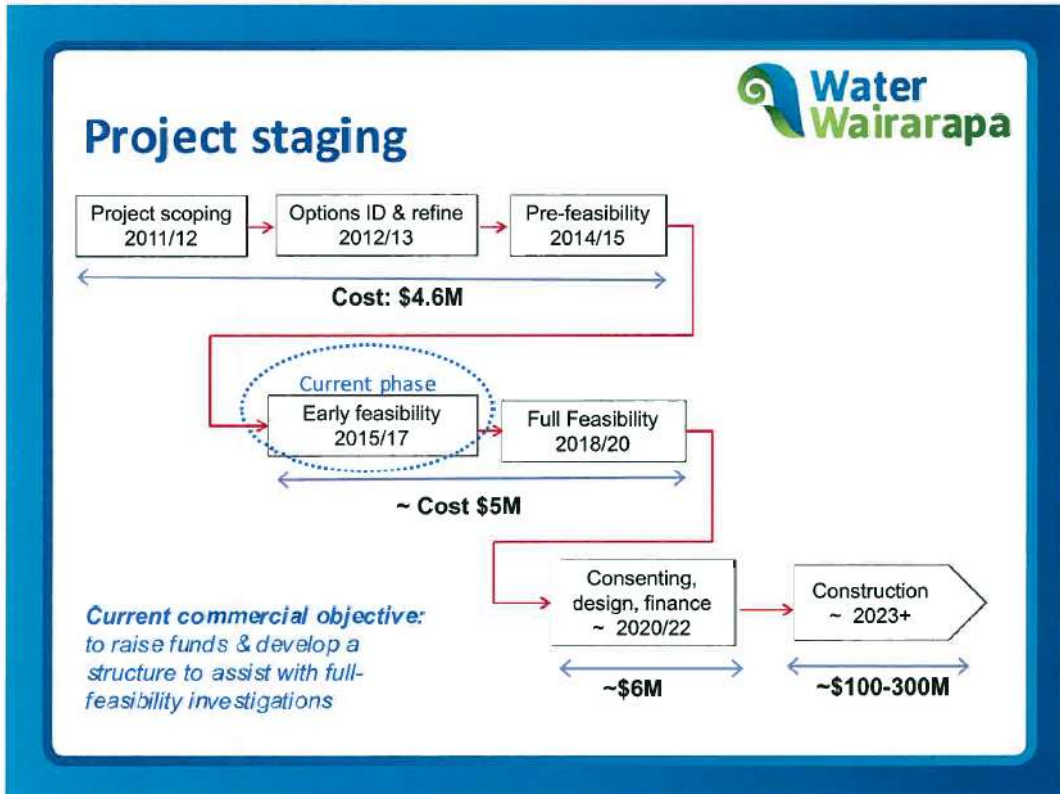 Water
Wairarapa
Project staging
Project scoping
2011/12
Options ID & refine
2012/13
Pre-feasibility
2014/15
Cost: $4.6M
Current phase
Early feasibility
2015/17
Full Feasibility
2018/20
~ Cost $5M
Consenting,
design, finance
~ 2020/22
Construction
~ 2023+
~$6M
~$100-300M
Current commercial objective:
to raise funds & develop a
structure to assist with full-
feasibility investigations